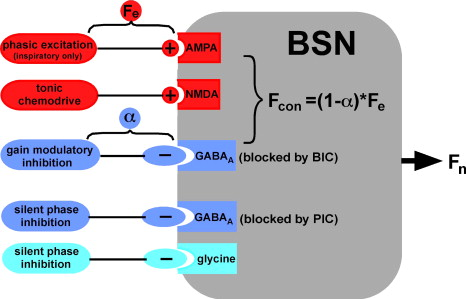 Fe
BSN
phasic excitation
(inspiratory only)
+
AMPA
tonic
chemodrive
+
NMDA
Fcon =(1-α)*Fe
α
gain modulatory
inhibition
−
GABAA (blocked by BIC)
Fn
silent phase
inhibition
−
GABAA (blocked by PIC)
silent phase
inhibition
−
glycine